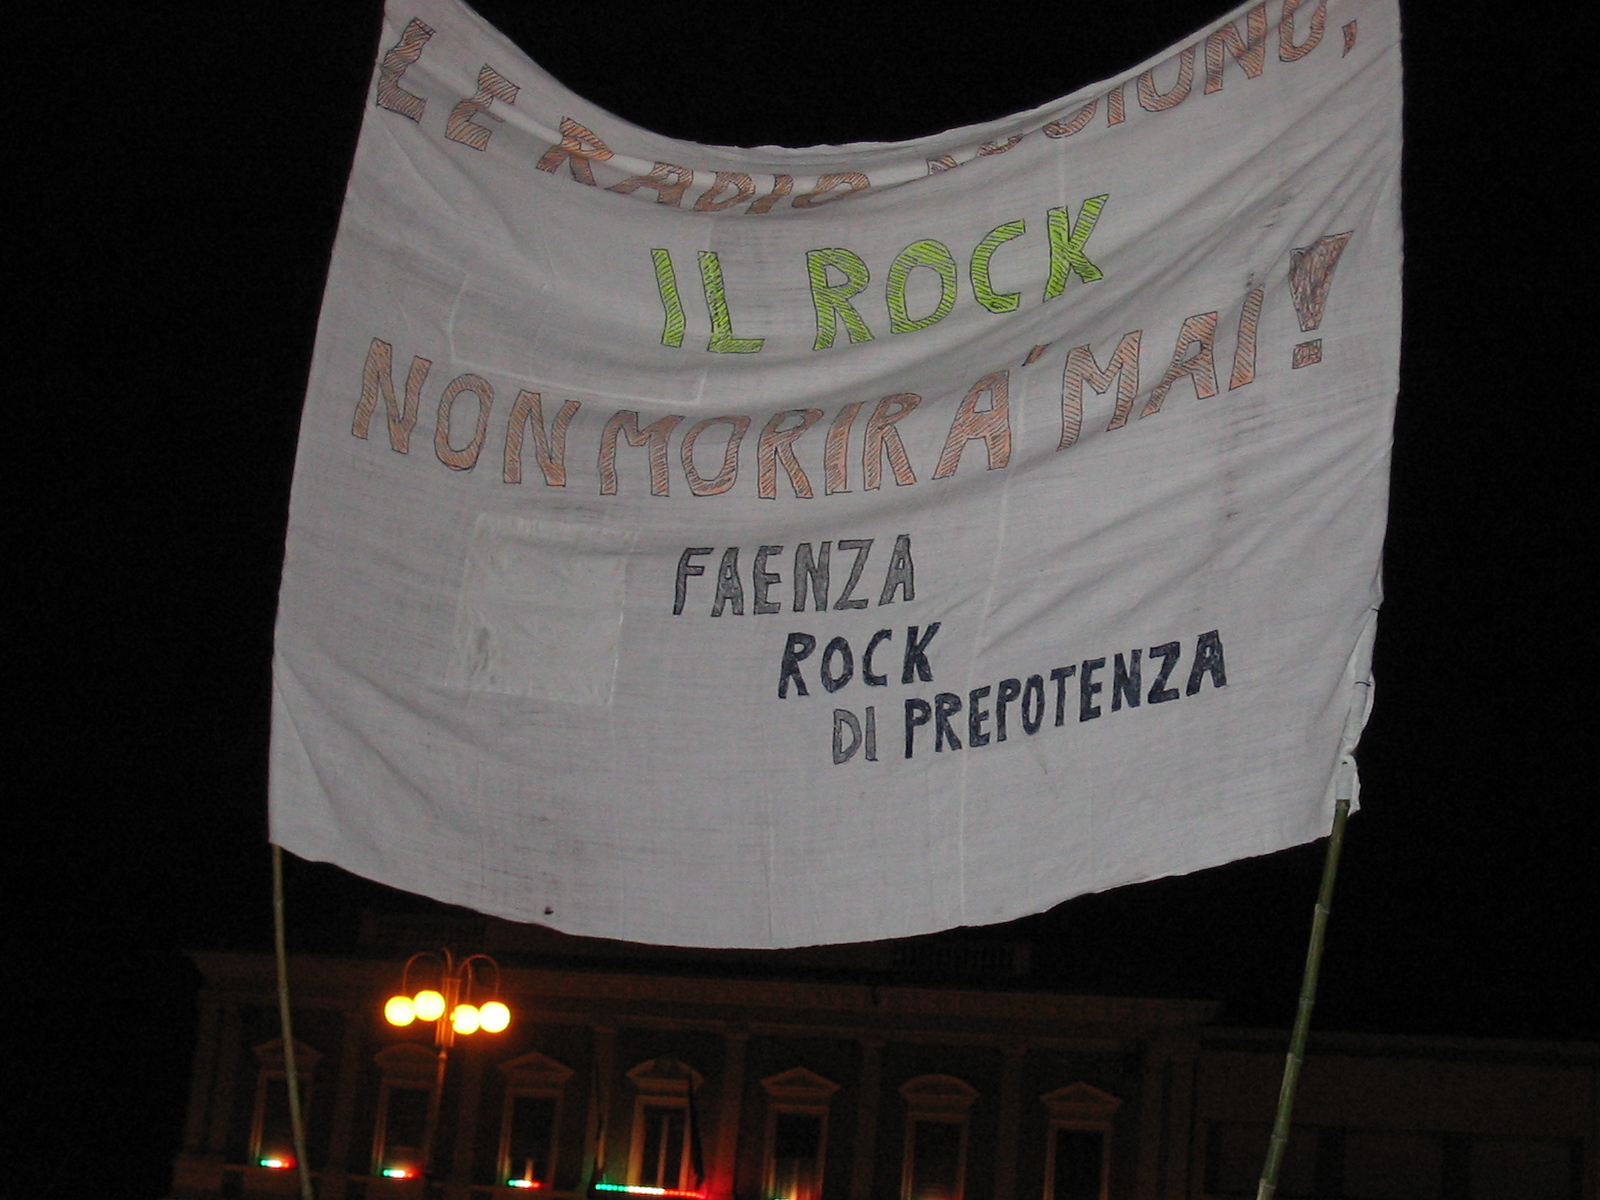 LE RADIO
IL ROCK
NON MORIRA' MAI!
FAENZA
ROCK
DI PREPOTENZA